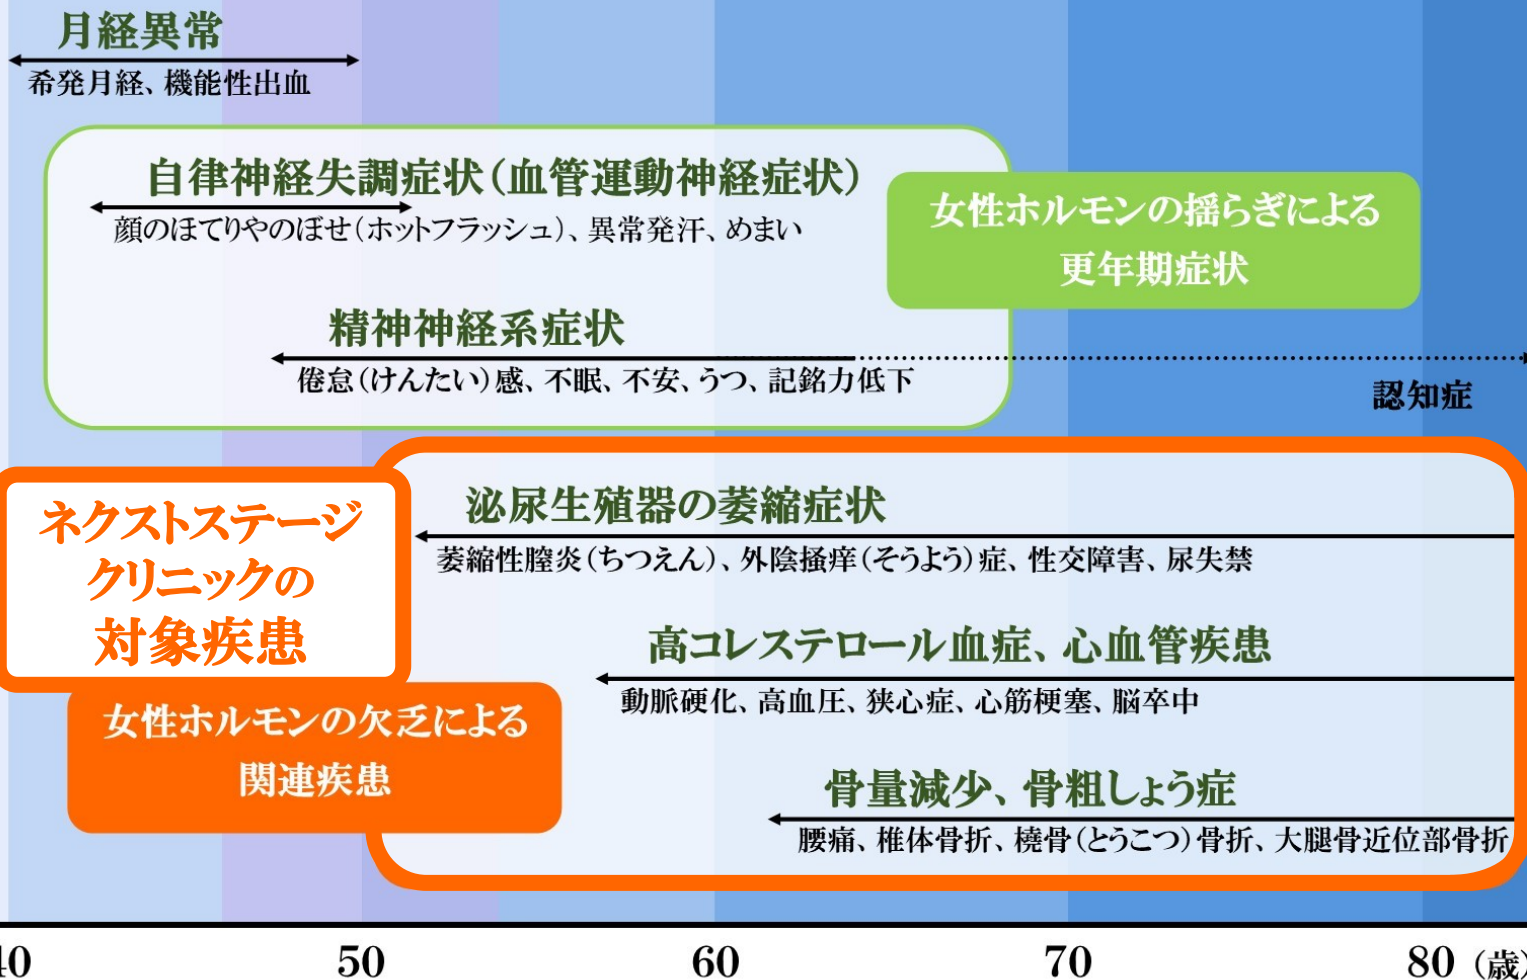 月経異常
希発月経、機能性出血
自律神経失調症状（血管運動神経症状）
顔のほてりやのぼせ（ホットフラッシュ）、異常発汗、めまい
女性ホルモンの揺らぎによる
更年期症状
精神神経系症状
倦怠（けんたい）感、不眠、不安、うつ、記銘力低下
認知症
ネクストステージ
クリニックの
対象疾患
泌尿生殖器の萎縮症状
萎縮性膣炎（ちつえん）、外陰掻痒（そうよう）症、性交障害、尿失禁
高コレステロール血症、心血管疾患
動脈硬化、高血圧、狭心症、心筋梗塞、脳卒中
女性ホルモンの欠乏による
関連疾患
骨量減少、骨粗しょう症
腰痛、椎体骨折、橈骨（とうこつ）骨折、大腿骨近位部骨折
40 50 60 70 80（歳）